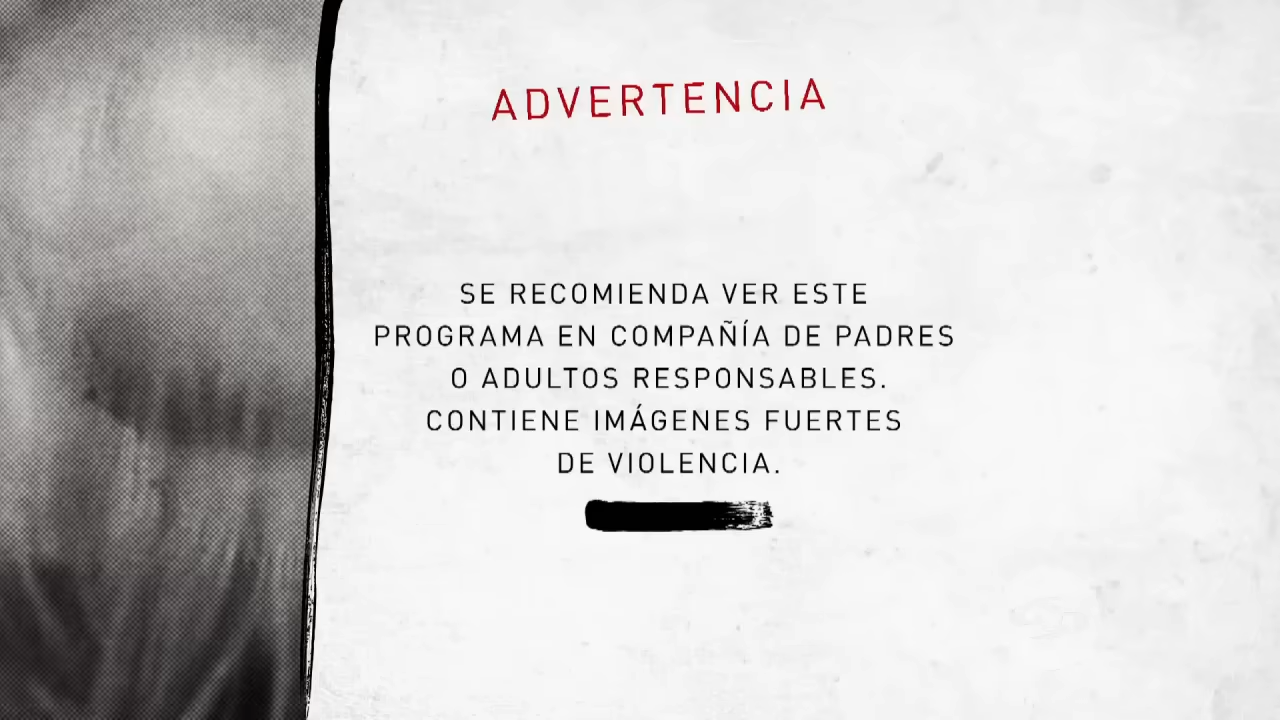 ADVERTENCIA
SE RECOMIENDA VER ESTE
PROGRAMA EN COMPAÑÍA DE PADRES
O ADULTOS RESPONSABLES.
CONTIENE IMÁGENES FUERTES
DE VIOLENCIA.